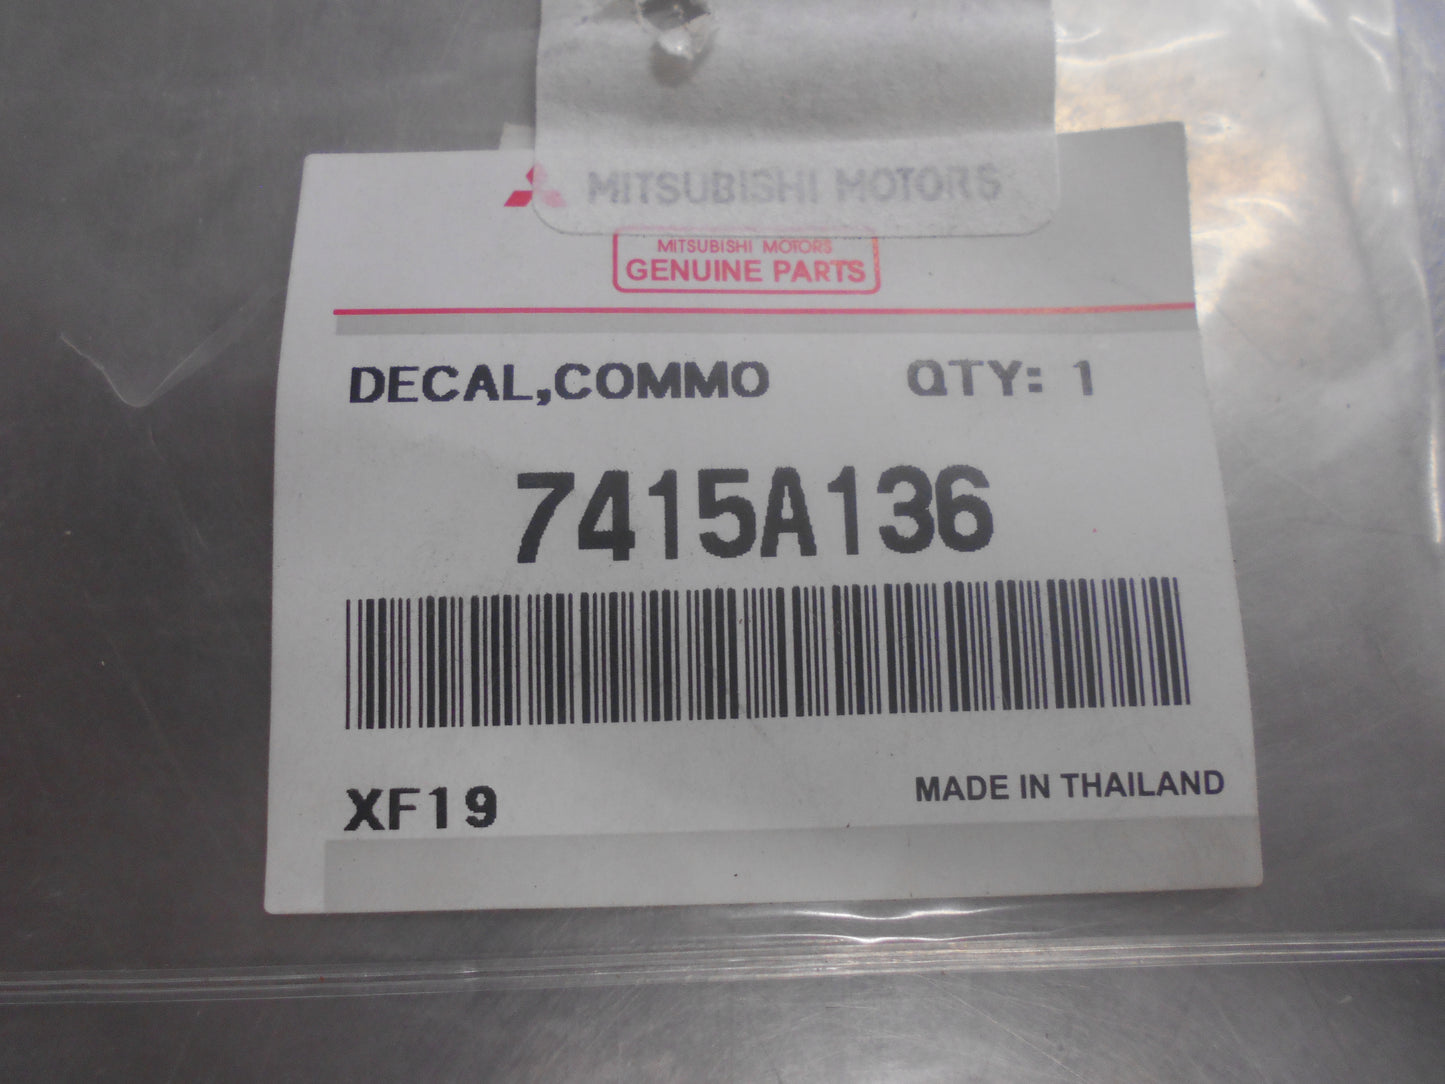 MITSUBISHI MOTORS
MITSUBISHI MOTORS
GENUINE PARTS
DECAL,COMMO QTY: 1
7415A136
XF19 MADE IN THAILAND